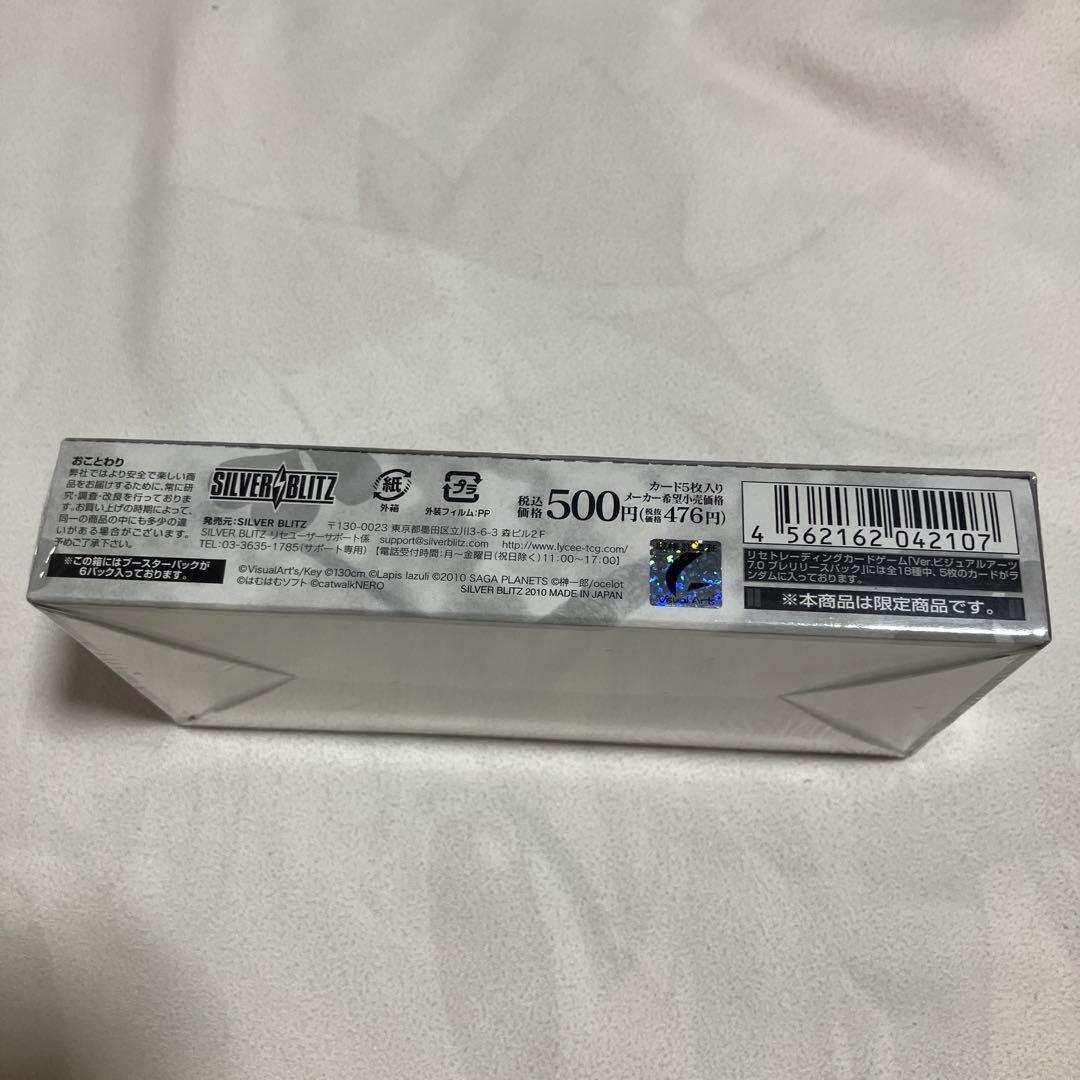 おことわり
弊社ではより安全で楽しい商
品をお届けするために、常に研
究・調査・改良を行っておりま
す。お買い上げの時期によって、
同一の商品の中にも多少の違
いがある場合がございます。
予めご了承下さい。
※この箱にはブースターパックが
6パック入っております。
SILVER BLITZ
紙
外箱
プラ
外装フィルム:PP
発売元:SILVER BLITZ
〒130-0023 東京都墨田区立川3-6-3 森ビル2F
SILVER BLITZ リセユーザーサポート係 support@silverblitz.com http://www.lycee-tcg.com/
TEL:03-3635-1785(サポート専用)【電話受付時間:月〜金曜日(祝日除く)11:00〜17:00】
©VisualArt's/Key ©130cm ©Lapis lazuli ©2010 SAGA PLANETS ©榊一郎/ocelot
©はむはむソフト ©catwalkNERO
SILVER BLITZ 2010 MADE IN JAPAN
カード5枚入り
メーカー希望小売価格
税込価格 500円(税抜価格 476円)
VisualArt's
4 562162 042107
リセトレーディングカードゲーム「Ver.ビジュアルアーツ
7.0 プレリリースパック」には全18種中、5枚のカードがラ
ンダムに入っております。
※本商品は限定商品です。